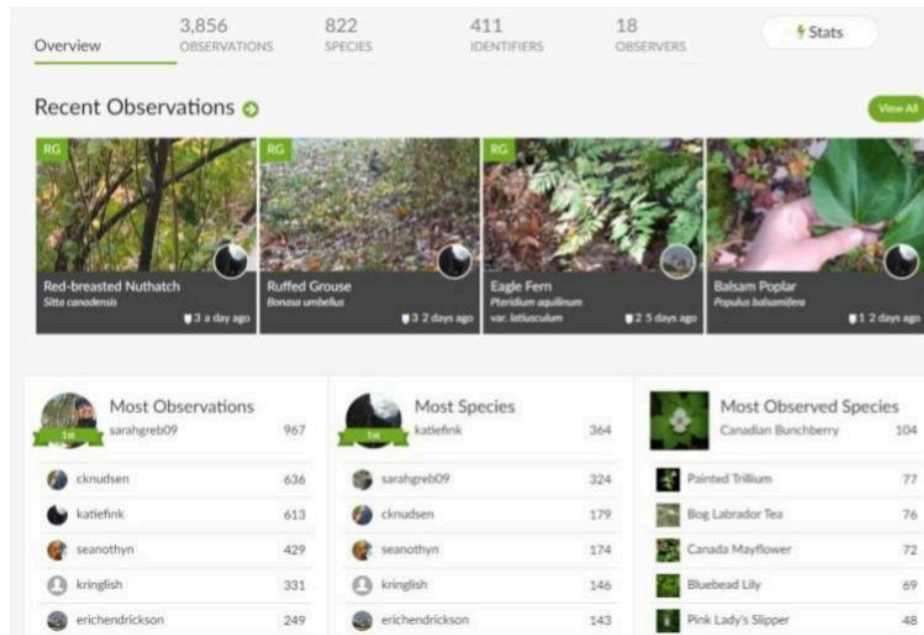 Overview
3,856
OBSERVATIONS
822
SPECIES
411
IDENTIFIERS
18
OBSERVERS
Stats
Recent Observations
View All
RG
Red-breasted Nuthatch
Sitta canadensis
3 a day ago
RG
Ruffed Grouse
Bonasa umbellus
3 2 days ago
RG
Eagle Fern
Pteridium aquilinum
var. latiusculum
2 5 days ago
Balsam Poplar
Populus balsamifera
1 2 days ago
Most Observations
1st sarahgreb09 967
cknudsen 636
katiefink 613
seanothyn 429
kringlish 331
erichendrickson 249
Most Species
1st katiefink 364
sarahgreb09 324
cknudsen 179
seanothyn 174
kringlish 146
erichendrickson 143
Most Observed Species
Canadian Bunchberry 104
Painted Trillium 77
Bog Labrador Tea 76
Canada Mayflower 72
Bluebead Lily 69
Pink Lady's Slipper 48